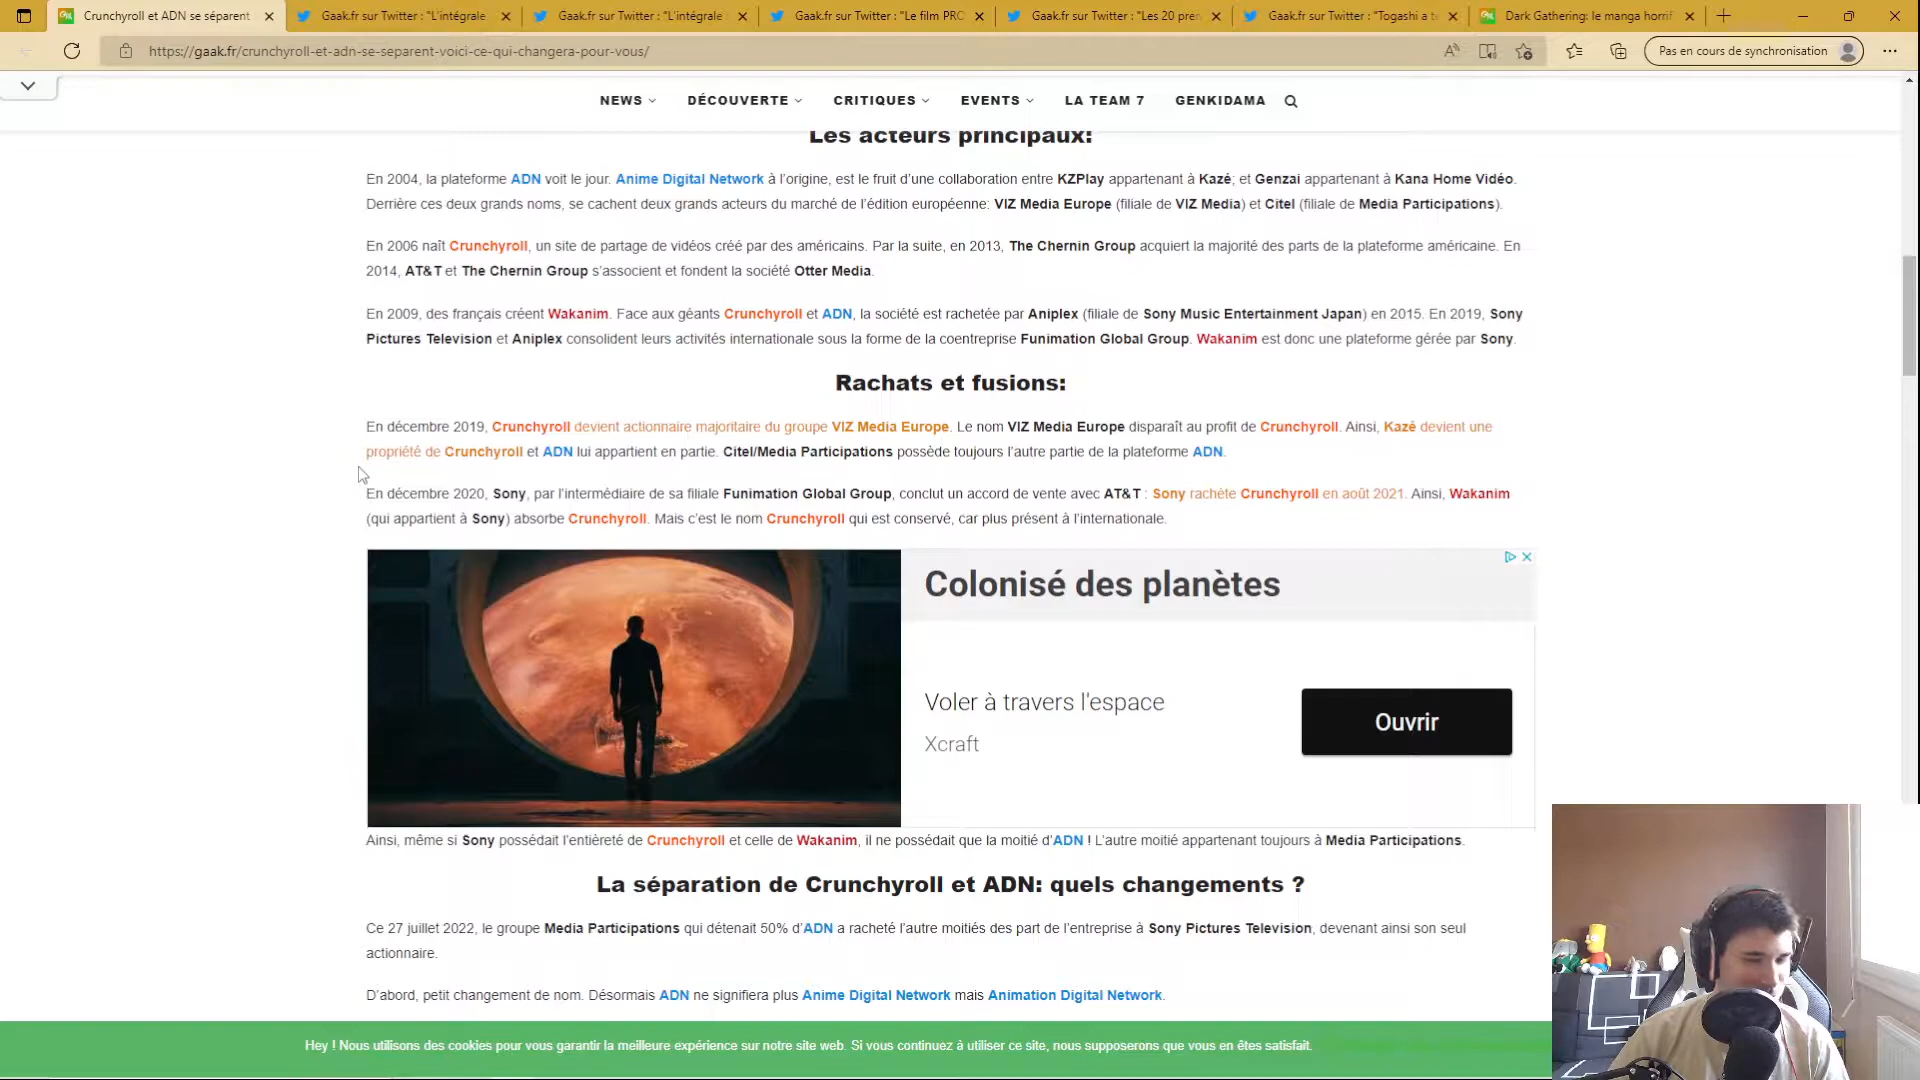 Crunchyroll et ADN se séparent
Gaak.fr sur Twitter : "L'intégrale
Gaak.fr sur Twitter : "L'intégrale
Gaak.fr sur Twitter : "Le film PRO
Gaak.fr sur Twitter : "Les 20 pren
Gaak.fr sur Twitter : "Togashi a t
Dark Gathering: le manga horrif
https://gaak.fr/crunchyroll-et-adn-se-separent-voici-ce-qui-changera-pour-vous/
Pas en cours de synchronisation
NEWS DÉCOUVERTE CRITIQUES EVENTS LA TEAM 7 GENKIDAMA
Les acteurs principaux:
En 2004, la plateforme ADN voit le jour. Anime Digital Network à l'origine, est le fruit d'une collaboration entre KZPlay appartenant à Kazé; et Genzai appartenant à Kana Home Vidéo.
Derrière ces deux grands noms, se cachent deux grands acteurs du marché de l'édition européenne: VIZ Media Europe (filiale de VIZ Media) et Citel (filiale de Media Participations).
En 2006 naît Crunchyroll, un site de partage de vidéos créé par des américains. Par la suite, en 2013, The Chernin Group acquiert la majorité des parts de la plateforme américaine. En
2014, AT&T et The Chernin Group s'associent et fondent la société Otter Media.
En 2009, des français créent Wakanim. Face aux géants Crunchyroll et ADN, la société est rachetée par Aniplex (filiale de Sony Music Entertainment Japan) en 2015. En 2019, Sony
Pictures Television et Aniplex consolident leurs activités internationale sous la forme de la coentreprise Funimation Global Group. Wakanim est donc une plateforme gérée par Sony.
Rachats et fusions:
En décembre 2019, Crunchyroll devient actionnaire majoritaire du groupe VIZ Media Europe. Le nom VIZ Media Europe disparaît au profit de Crunchyroll. Ainsi, Kazé devient une
propriété de Crunchyroll et ADN lui appartient en partie. Citel/Media Participations possède toujours l'autre partie de la plateforme ADN.
En décembre 2020, Sony, par l'intermédiaire de sa filiale Funimation Global Group, conclut un accord de vente avec AT&T : Sony rachète Crunchyroll en août 2021. Ainsi, Wakanim
(qui appartient à Sony) absorbe Crunchyroll. Mais c'est le nom Crunchyroll qui est conservé, car plus présent à l'internationale.
Colonisé des planètes
Voler à travers l'espace
Xcraft
Ouvrir
Ainsi, même si Sony possédait l'entièreté de Crunchyroll et celle de Wakanim, il ne possédait que la moitié d'ADN ! L'autre moitié appartenant toujours à Media Participations.
La séparation de Crunchyroll et ADN: quels changements ?
Ce 27 juillet 2022, le groupe Media Participations qui détenait 50% d'ADN a racheté l'autre moitiés des part de l'entreprise à Sony Pictures Television, devenant ainsi son seul
actionnaire.
D'abord, petit changement de nom. Désormais ADN ne signifiera plus Anime Digital Network mais Animation Digital Network.
Hey ! Nous utilisons des cookies pour vous garantir la meilleure expérience sur notre site web. Si vous continuez à utiliser ce site, nous supposerons que vous en êtes satisfait.